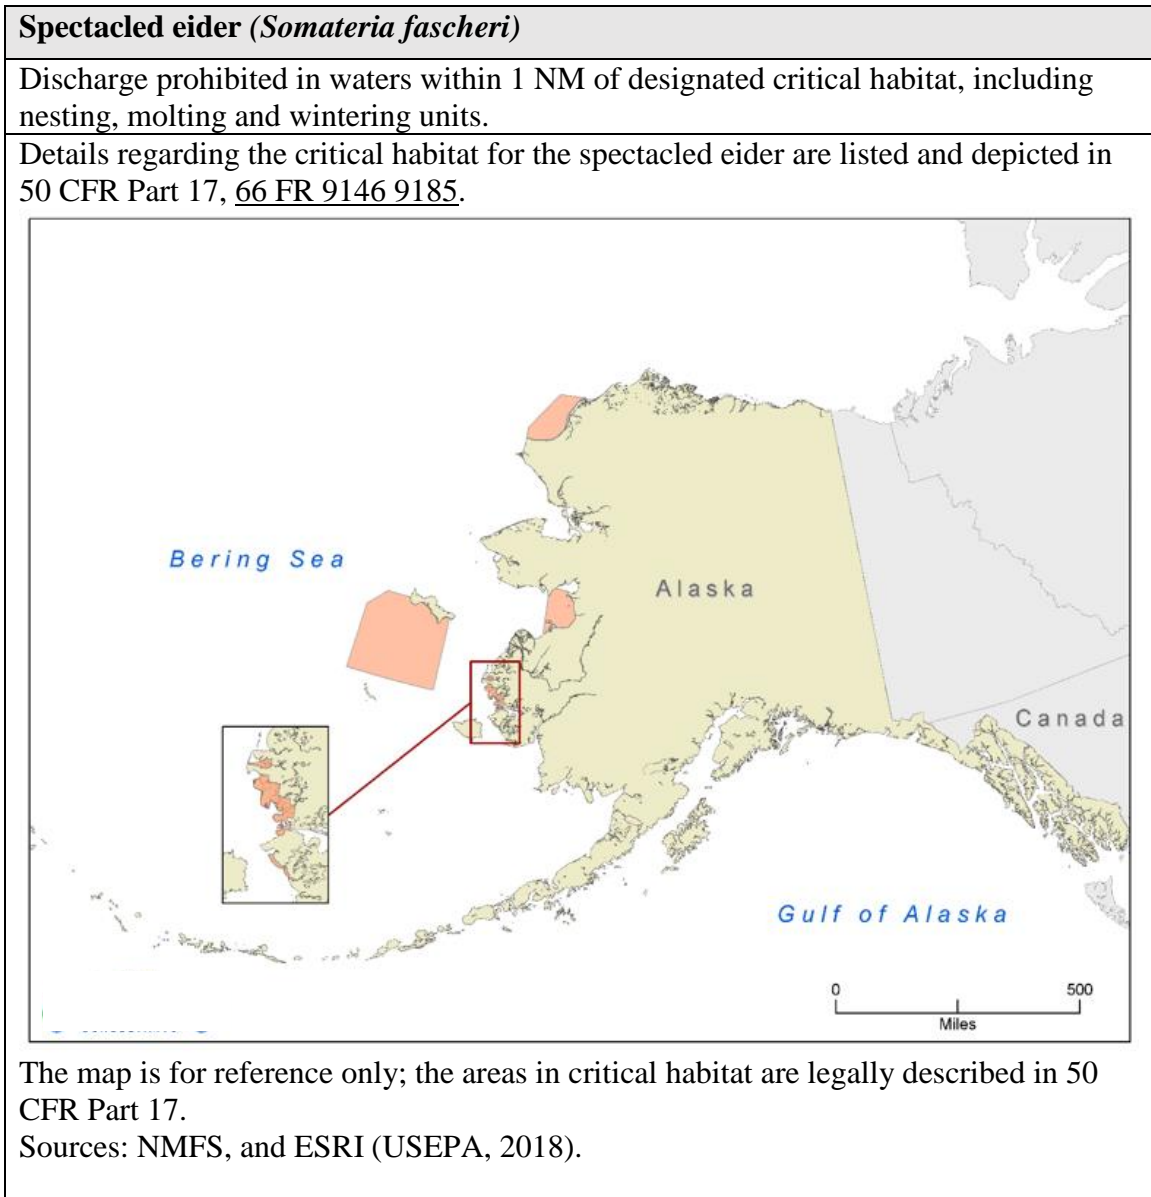 Spectacled eider (Somateria fascheri)
Discharge prohibited in waters within 1 NM of designated critical habitat, including
nesting, molting and wintering units.
Details regarding the critical habitat for the spectacled eider are listed and depicted in
50 CFR Part 17, 66 FR 9146 9185.
Bering Sea
Alaska
Canada
Gulf of Alaska
0 500
Miles
The map is for reference only; the areas in critical habitat are legally described in 50
CFR Part 17.
Sources: NMFS, and ESRI (USEPA, 2018).